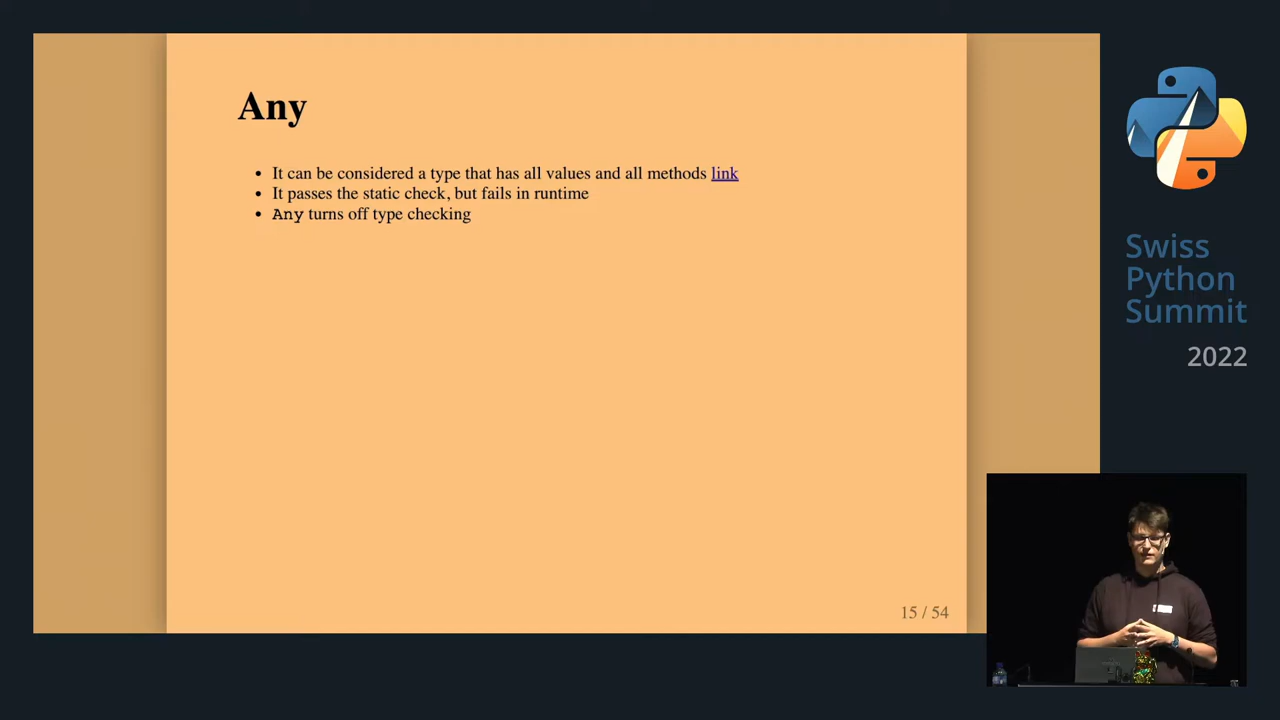 Any
It can be considered a type that has all values and all methods link
It passes the static check, but fails in runtime
Any turns off type checking
15 / 54
Swiss
Python
Summit
2022